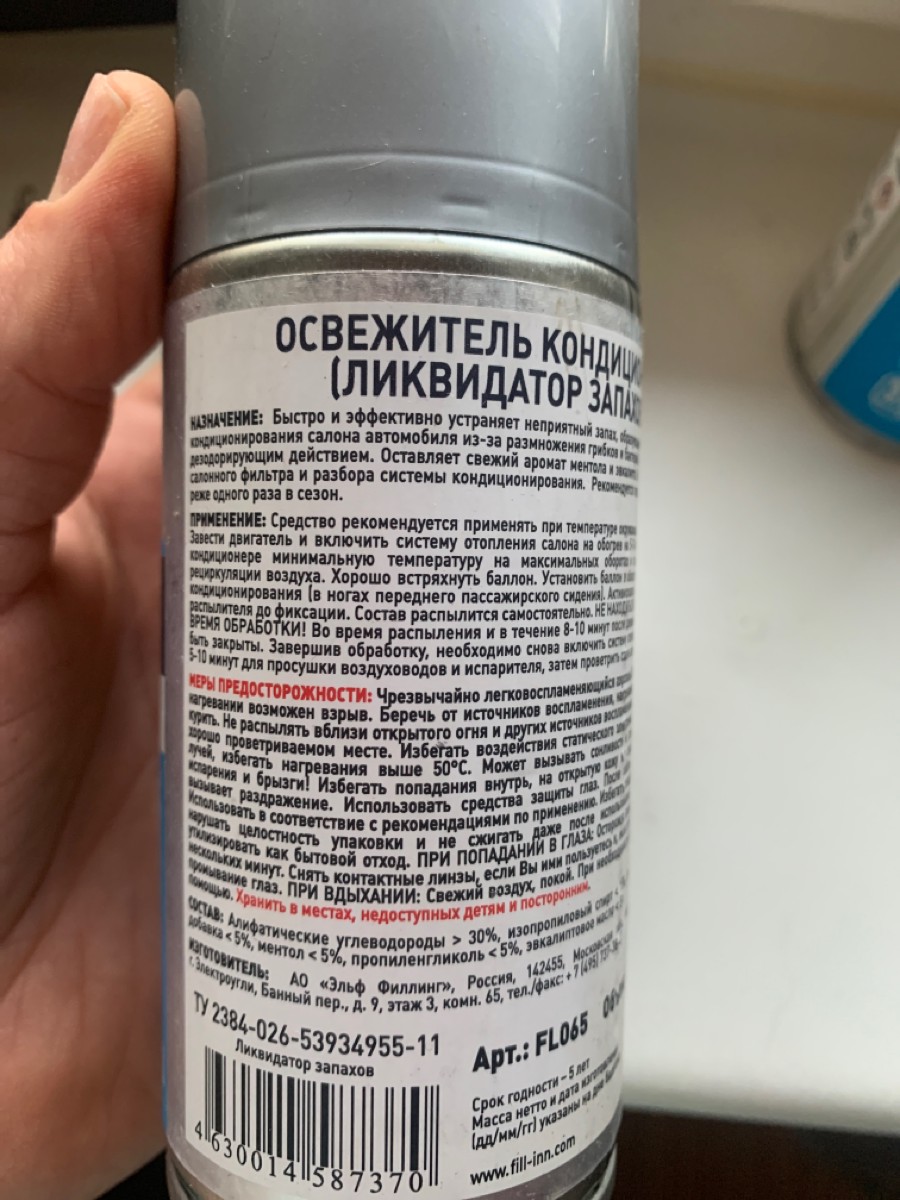 ОСВЕЖИТЕЛЬ
(ЛИКВИДАТОР
НАЗНАЧЕНИЕ: Быстро и эффективно устраняет неприятный запах,
кондиционирования салона автомобиля из-за размножения грибков и
дезодорирующим действием. Оставляет свежий аромат ментола и
салонного фильтра и разбора системы кондиционирования. Рекомендуется
реже одного раза в сезон.
ПРИМЕНЕНИЕ: Средство рекомендуется применять при температуре
Завести двигатель и включить систему отопления салона на обогрев на
кондиционере минимальную температуру на максимальных оборотах
рециркуляции воздуха. Хорошо встряхнуть баллон. Установить баллон в
кондиционирования (в ногах переднего пассажирского сидения).
распылителя до фиксации. Состав распылится самостоятельно. НЕ
ВРЕМЯ ОБРАБОТКИ! Во время распыления и в течение 8-10 минут после
быть закрыты. Завершив обработку, необходимо снова включить
5-10 минут для просушки воздуховодов и испарителя, затем проветрить
МЕРЫ ПРЕДОСТОРОЖНОСТИ: Чрезвычайно легковоспламеняющийся
нагревании возможен взрыв. Беречь от источников воспламенения,
курить. Не распылять вблизи открытого огня и других источников
хорошо проветриваемом месте. Избегать воздействия статического
лучей, избегать нагревания выше 50°С. Может вызывать сонливость
испарения и брызги! Избегать попадания внутрь, на открытую кожу
вызывает раздражение. Использовать средства защиты глаз. После
Использовать в соответствие с рекомендациями по применению. Избегать
нарушать целостность упаковки и не сжигать даже после
утилизировать как бытовой отход. ПРИ ПОПАДАНИИ В ГЛАЗА: Осторожно
нескольких минут. Снять контактные линзы, если Вы ими пользуетесь
промывание глаз. ПРИ ВДЫХАНИИ: Свежий воздух, покой. При
помощью. Хранить в местах, недоступных детям и посторонним.
СОСТАВ: Алифатические углеводороды > 30%, изопропиловый спирт
добавка < 5%, ментол < 5%, пропиленгликоль < 5%, эвкалиптовое масло
ИЗГОТОВИТЕЛЬ: АО «Эльф Филлинг», Россия, 142455, Московская
г. Электроугли, Банный пер., д. 9, этаж 3, комн. 65, тел./факс: +7 (495)
ТУ 2384-026-53934955-11
Ликвидатор запахов
Арт.: FL065
Срок годности – 5 лет
Масса нетто и дата изготовления
(дд/мм/гг) указаны на дне
www.fill-inn.com
4 630014 587370